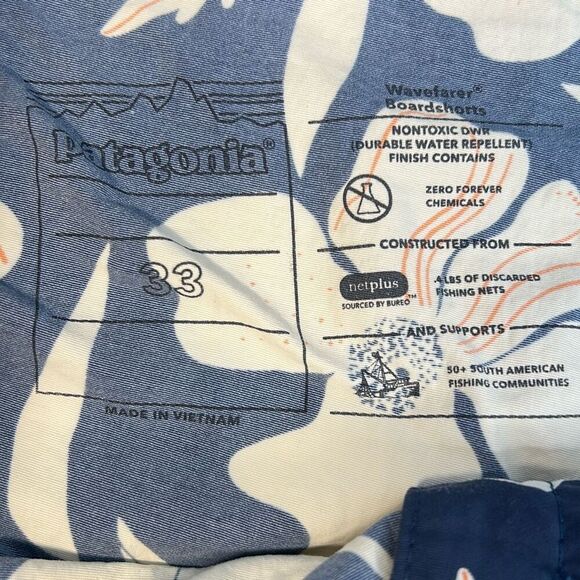 Patagonia®
33
MADE IN VIETNAM
Wavefarer®
Boardshorts
NONTOXIC DWR
(DURABLE WATER REPELLENT)
FINISH CONTAINS
ZERO FOREVER
CHEMICALS
CONSTRUCTED FROM
netplus
SOURCED BY BUREO™
.4 LBS OF DISCARDED
FISHING NETS
AND SUPPORTS
50+ SOUTH AMERICAN
FISHING COMMUNITIES